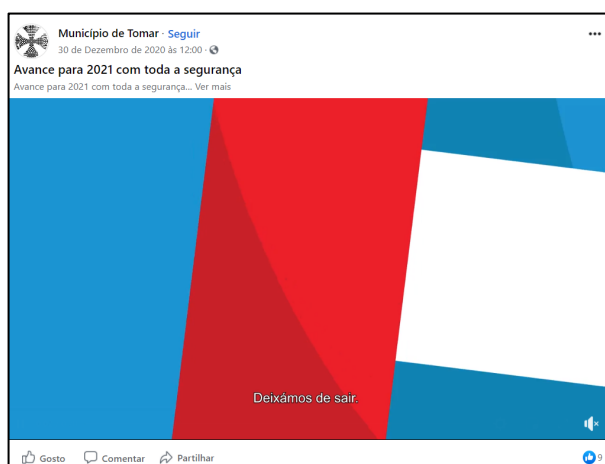 Município de Tomar · Seguir
30 de Dezembro de 2020 às 12:00 ·
Avance para 2021 com toda a segurança
Avance para 2021 com toda a segurança... Ver mais
Deixámos de sair.
Gosto Comentar Partilhar 9